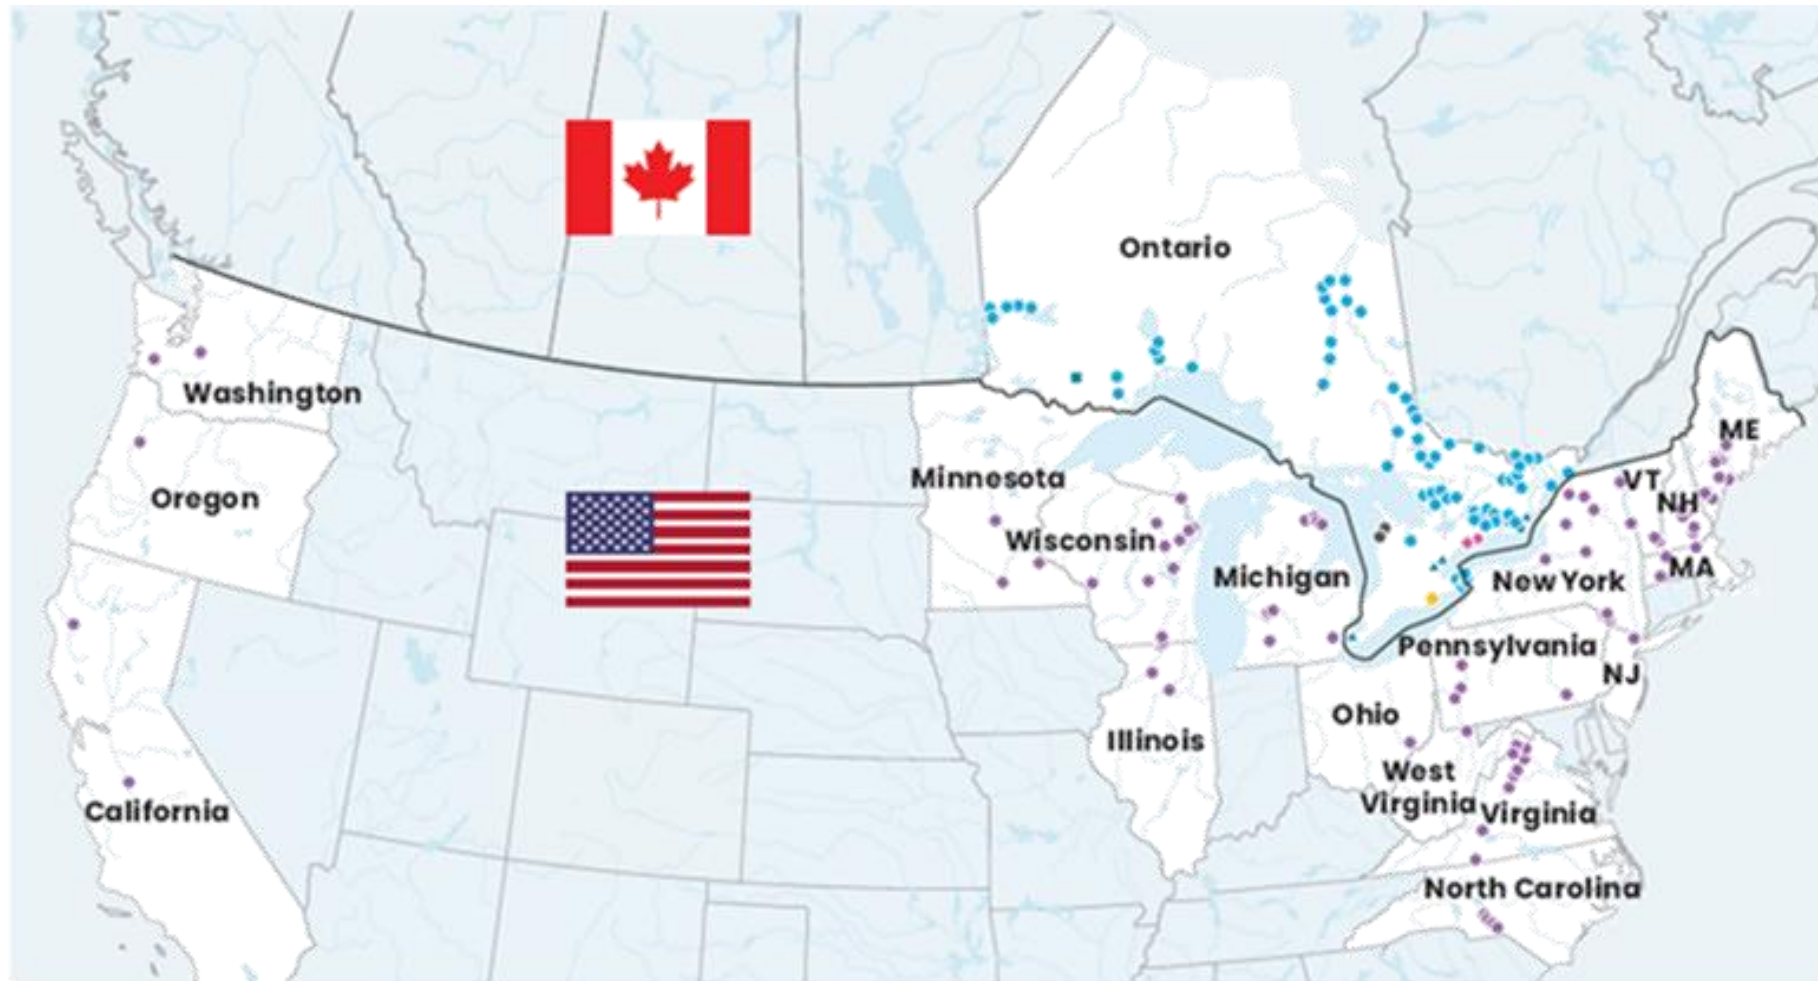 Ontario
ME
Washington
Minnesota
VT
Oregon
NH
Wisconsin
Michigan
New York
MA
Pennsylvania
NJ
Ohio
Illinois
West
Virginia
California
Virginia
North Carolina